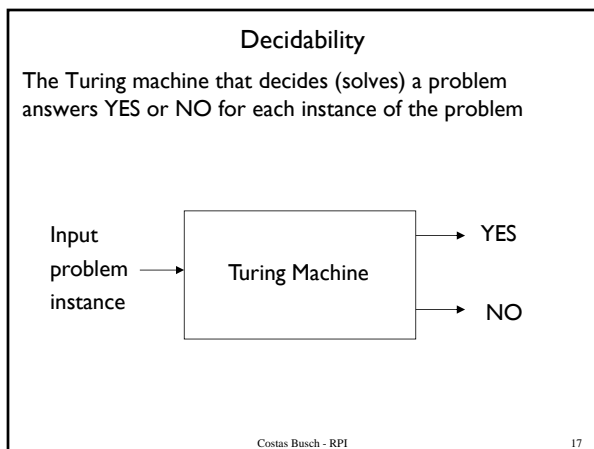 Decidability
The Turing machine that decides (solves) a problem
answers YES or NO for each instance of the problem
Input
problem
instance
Turing Machine
YES
NO
Costas Busch - RPI
17